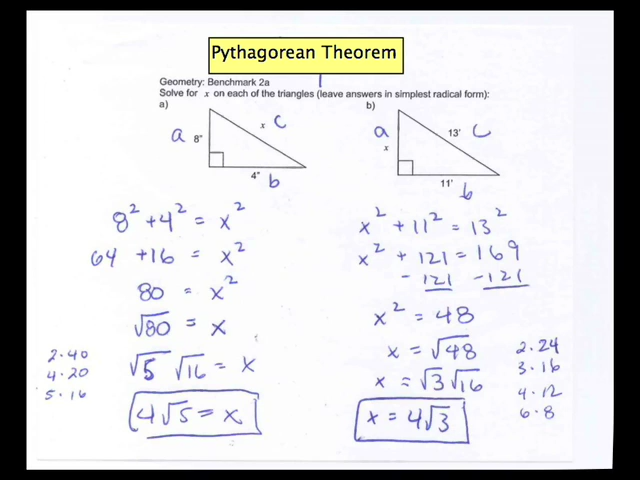 Pythagorean Theorem
Geometry: Benchmark 2a
Solve for x on each of the triangles (leave answers in simplest radical form):
a)
a
8"
x
c
4"
b
8² + 4² = x²
64 + 16 = x²
80 = x²
√80 = x
2·40
4·20
5·16
√5 √16 = x
4√5 = x
b)
a
x
13'
c
11'
b
x² + 11² = 13²
x² + 121 = 169
- 121 -121
x² = 48
x = √48
x = √3 √16
2·24
3·16
4·12
6·8
x = 4√3